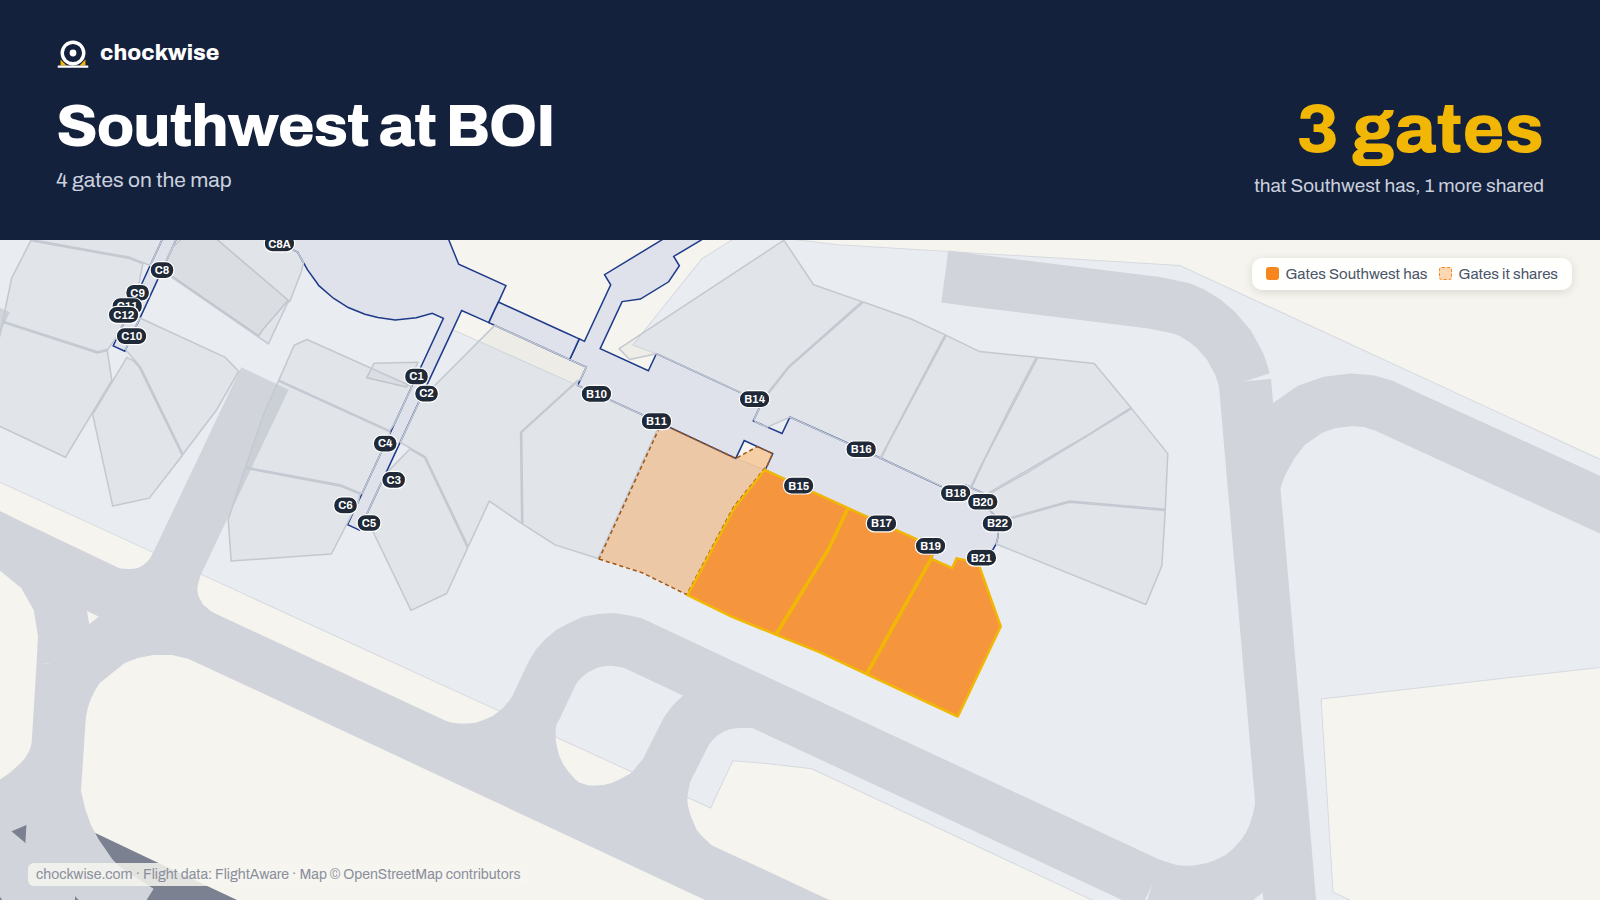 chockwise
Southwest at BOI
4 gates on the map
3 gates
that Southwest has, 1 more shared
Gates Southwest has
Gates it shares
C8A
C8
C9
C11
C12
C10
C1
C2
C4
C3
C6
C5
B10
B11
B14
B16
B15
B18
B20
B17
B22
B19
B21
chockwise.com · Flight data: FlightAware · Map © OpenStreetMap contributors